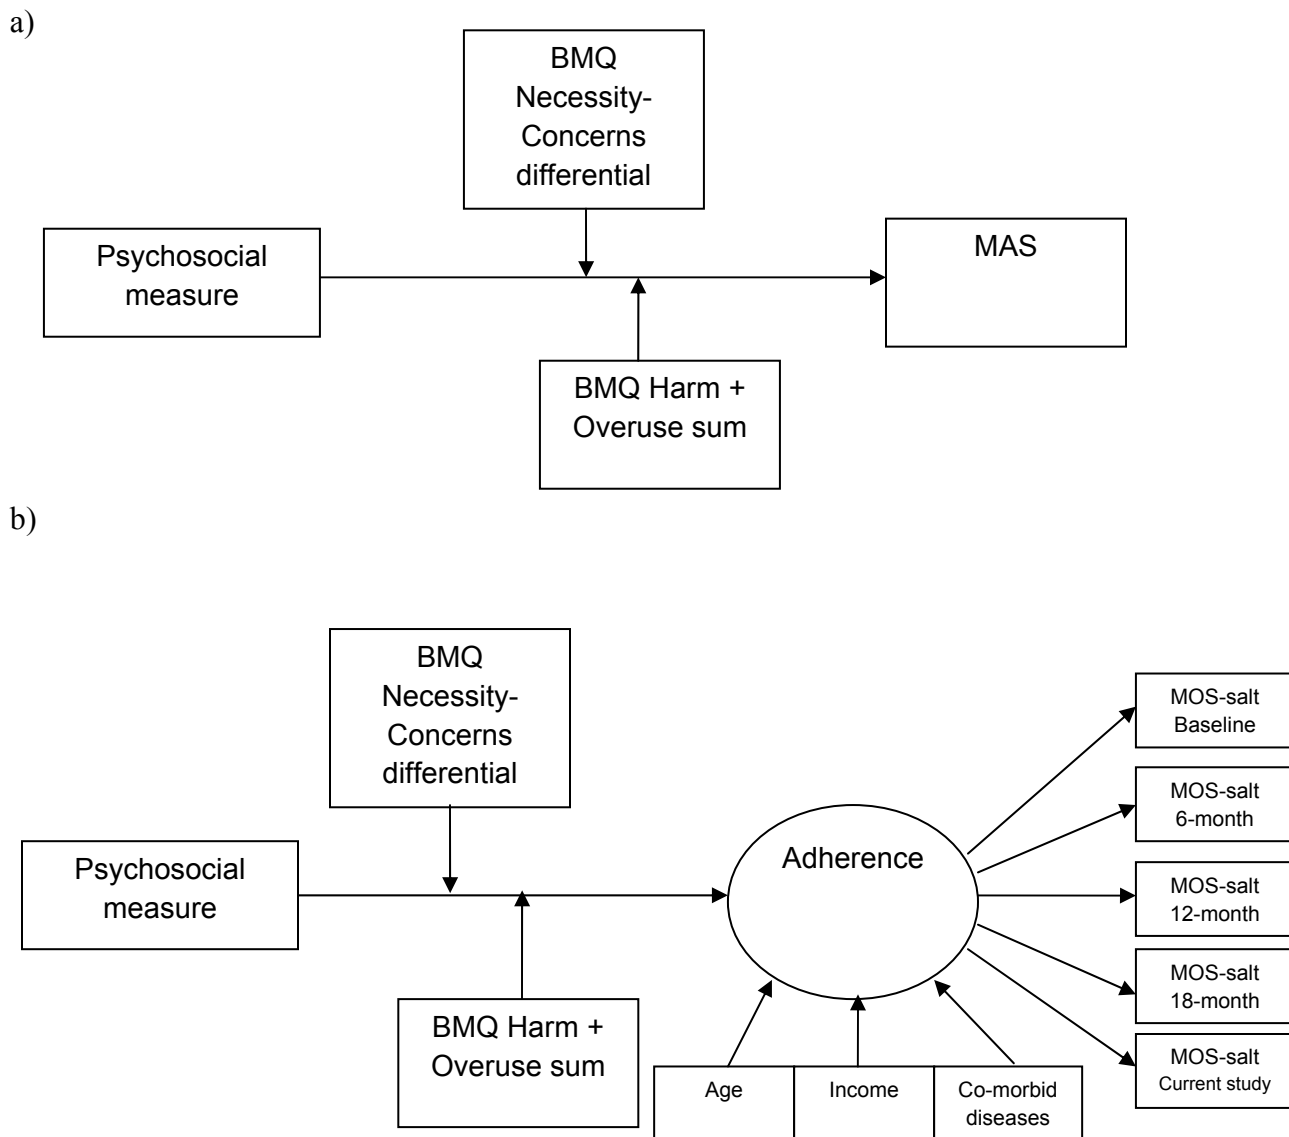 a)
BMQ
Necessity-
Concerns
differential
Psychosocial
measure
MAS
BMQ Harm +
Overuse sum
b)
BMQ
Necessity-
Concerns
differential
Psychosocial
measure
BMQ Harm +
Overuse sum
Adherence
Age
Income
Co-morbid
diseases
MOS-salt
Baseline
MOS-salt
6-month
MOS-salt
12-month
MOS-salt
18-month
MOS-salt
Current study